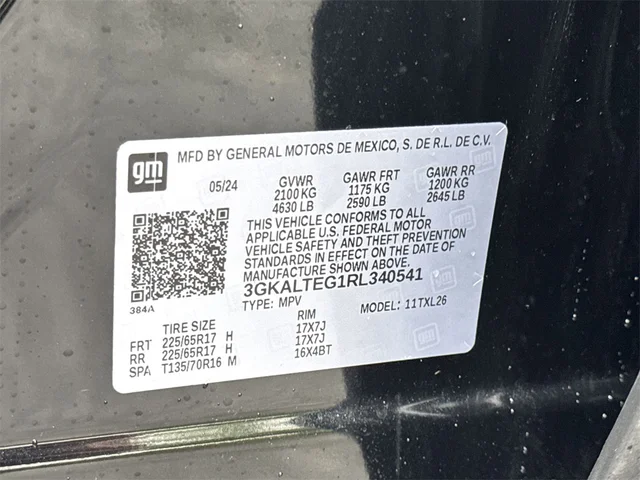 gm
MFD BY GENERAL MOTORS DE MEXICO, S. DE R.L. DE C.V.
05/24 GVWR GAWR FRT GAWR RR
2100 KG 1175 KG 1200 KG
4630 LB 2590 LB 2645 LB
THIS VEHICLE CONFORMS TO ALL
APPLICABLE U.S. FEDERAL MOTOR
VEHICLE SAFETY AND THEFT PREVENTION
STANDARDS IN EFFECT ON THE DATE OF
MANUFACTURE SHOWN ABOVE.
3GKALTEG1RL340541
384A
TYPE: MPV MODEL: 11TXL26
TIRE SIZE RIM
FRT 225/65R17 H 17X7J
RR 225/65R17 H 17X7J
SPA T135/70R16 M 16X4BT